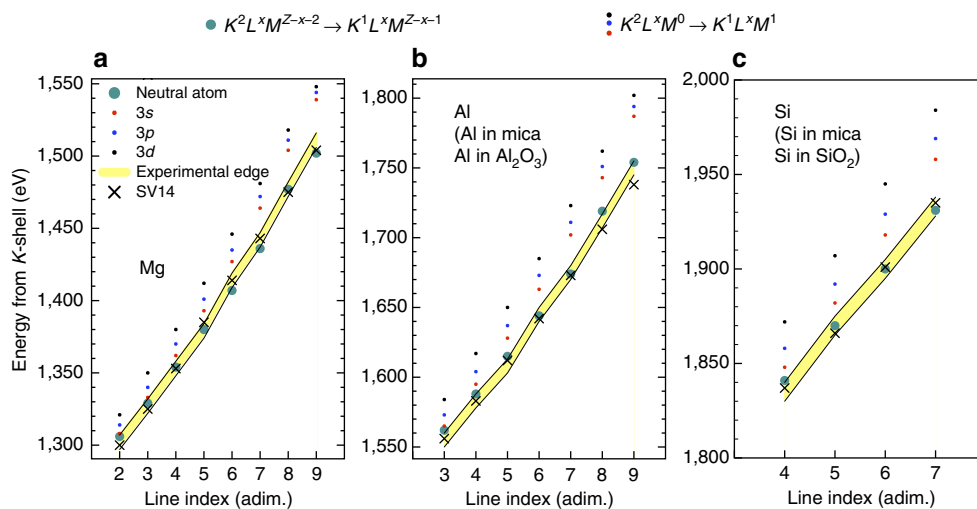 K²LˣMᶻ⁻ˣ⁻² → K¹LˣMᶻ⁻ˣ⁻¹
K²LˣM⁰ → K¹LˣM¹
a
Energy from K-shell (eV)
1,550
1,500
1,450
1,400
1,350
1,300
Neutral atom
3s
3p
3d
Experimental edge
SV14
Mg
2 3 4 5 6 7 8 9
Line index (adim.)
b
1,800
1,750
1,700
1,650
1,600
1,550
Al
(Al in mica
Al in Al₂O₃)
3 4 5 6 7 8 9
Line index (adim.)
c
2,000
1,950
1,900
1,850
1,800
Si
(Si in mica
Si in SiO₂)
4 5 6 7
Line index (adim.)